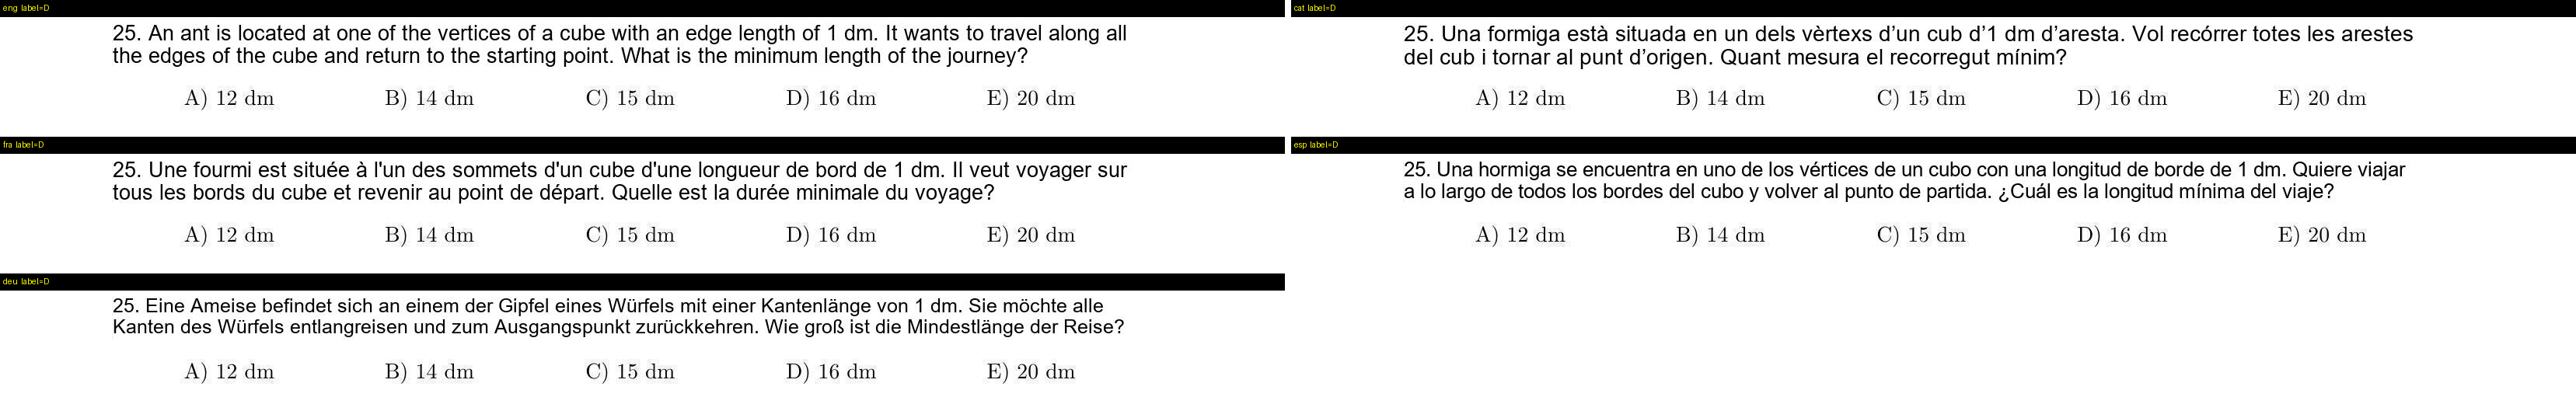 eng label=D
25. An ant is located at one of the vertices of a cube with an edge length of 1 dm. It wants to travel along all
the edges of the cube and return to the starting point. What is the minimum length of the journey?
A) 12 dm B) 14 dm C) 15 dm D) 16 dm E) 20 dm
cat label=D
25. Una formiga està situada en un dels vèrtexs d’un cub d’1 dm d’aresta. Vol recórrer totes les arestes
del cub i tornar al punt d’origen. Quant mesura el recorregut mínim?
A) 12 dm B) 14 dm C) 15 dm D) 16 dm E) 20 dm
fra label=D
25. Une fourmi est située à l'un des sommets d'un cube d'une longueur de bord de 1 dm. Il veut voyager sur
tous les bords du cube et revenir au point de départ. Quelle est la durée minimale du voyage?
A) 12 dm B) 14 dm C) 15 dm D) 16 dm E) 20 dm
esp label=D
25. Una hormiga se encuentra en uno de los vértices de un cubo con una longitud de borde de 1 dm. Quiere viajar
a lo largo de todos los bordes del cubo y volver al punto de partida. ¿Cuál es la longitud mínima del viaje?
A) 12 dm B) 14 dm C) 15 dm D) 16 dm E) 20 dm
deu label=D
25. Eine Ameise befindet sich an einem der Gipfel eines Würfels mit einer Kantenlänge von 1 dm. Sie möchte alle
Kanten des Würfels entlangreisen und zum Ausgangspunkt zurückkehren. Wie groß ist die Mindestlänge der Reise?
A) 12 dm B) 14 dm C) 15 dm D) 16 dm E) 20 dm